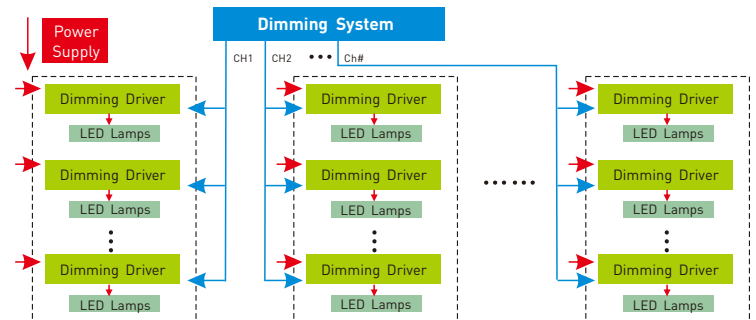 Power
Supply
Dimming System
CH1
CH2
•••
Ch#
Dimming Driver
LED Lamps
Dimming Driver
LED Lamps
Dimming Driver
LED Lamps
Dimming Driver
LED Lamps
Dimming Driver
LED Lamps
Dimming Driver
LED Lamps
••••••
Dimming Driver
LED Lamps
Dimming Driver
LED Lamps
Dimming Driver
LED Lamps